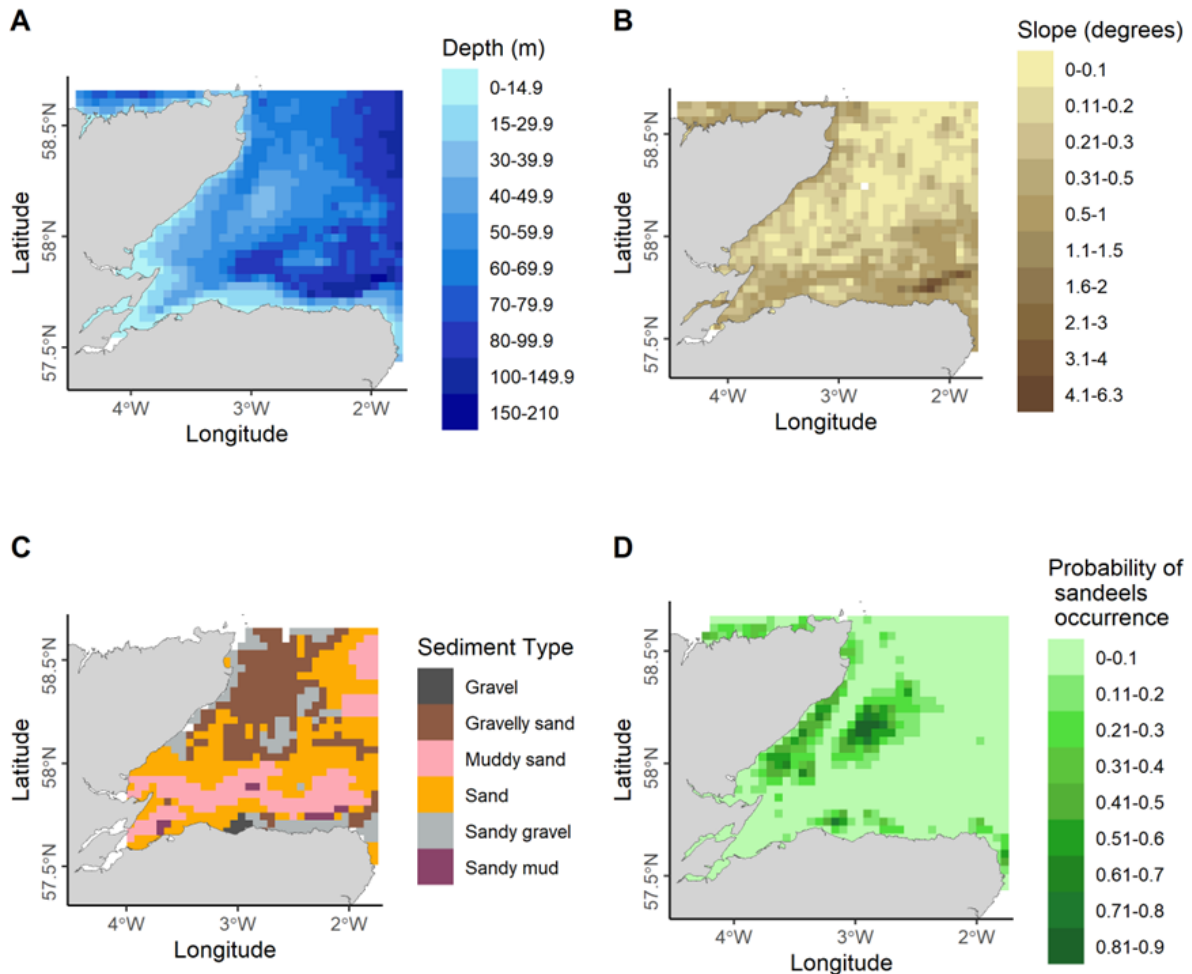 A
Depth (m)
0-14.9
15-29.9
30-39.9
40-49.9
50-59.9
60-69.9
70-79.9
80-99.9
100-149.9
150-210
58.5°N
58°N
57.5°N
Latitude
4°W 3°W 2°W
Longitude
B
Slope (degrees)
0-0.1
0.11-0.2
0.21-0.3
0.31-0.5
0.5-1
1.1-1.5
1.6-2
2.1-3
3.1-4
4.1-6.3
58.5°N
58°N
57.5°N
Latitude
4°W 3°W 2°W
Longitude
C
Sediment Type
Gravel
Gravelly sand
Muddy sand
Sand
Sandy gravel
Sandy mud
58.5°N
58°N
57.5°N
Latitude
4°W 3°W 2°W
Longitude
D
Probability of
sandeels
occurrence
0-0.1
0.11-0.2
0.21-0.3
0.31-0.4
0.41-0.5
0.51-0.6
0.61-0.7
0.71-0.8
0.81-0.9
58.5°N
58°N
57.5°N
Latitude
4°W 3°W 2°W
Longitude